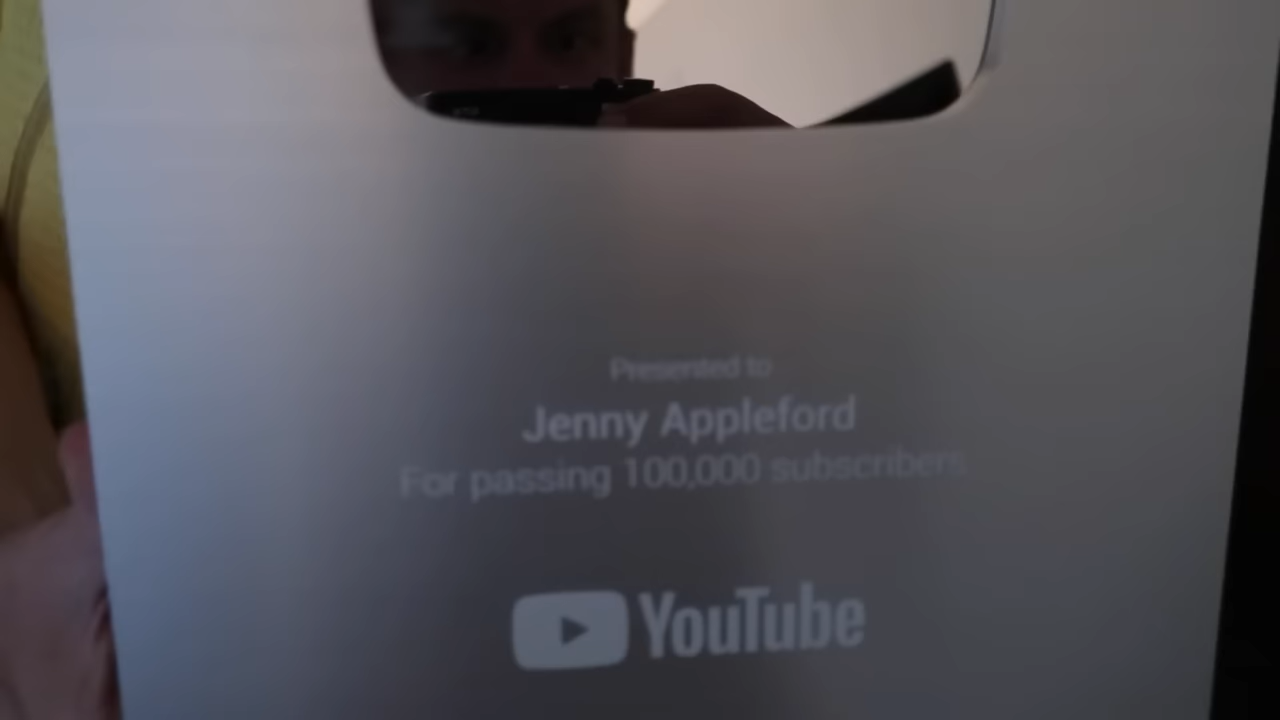 Presented to
Jenny Appleford
For passing 100,000 subscribers
YouTube